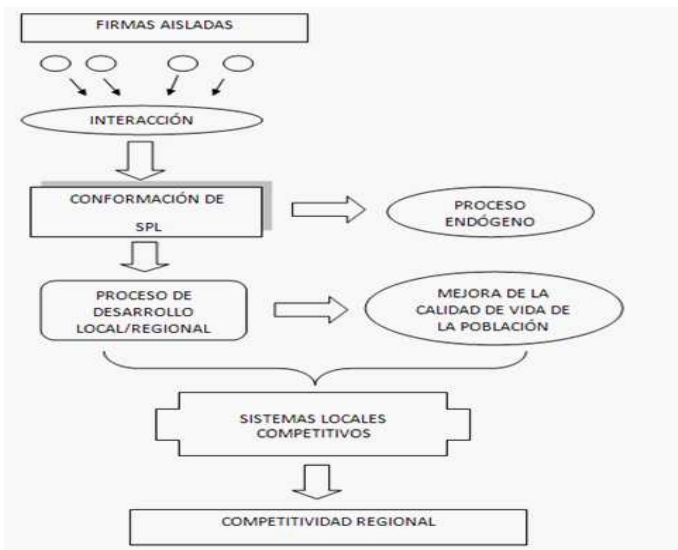 FIRMAS AISLADAS
INTERACCIÓN
CONFORMACIÓN DE
SPL
PROCESO
ENDÓGENO
PROCESO DE
DESARROLLO
LOCAL/REGIONAL
MEJORA DE LA
CALIDAD DE VIDA DE
LA POBLACIÓN
SISTEMAS LOCALES
COMPETITIVOS
COMPETITIVIDAD REGIONAL